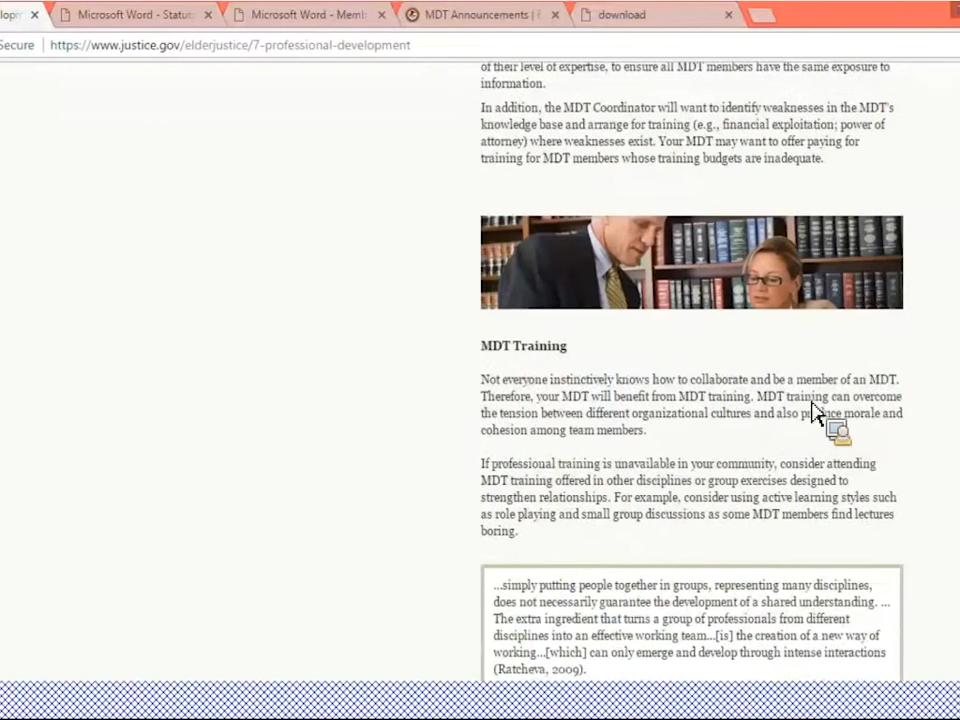 lopm
Microsoft Word - Statut
Microsoft Word - Memb
MDT Announcements |
download
Secure
https://www.justice.gov/elderjustice/7-professional-development
of their level of expertise, to ensure all MDT members have the same exposure to
information.
In addition, the MDT Coordinator will want to identify weaknesses in the MDT's
knowledge base and arrange for training (e.g., financial exploitation; power of
attorney) where weaknesses exist. Your MDT may want to offer paying for
training for MDT members whose training budgets are inadequate.
MDT Training
Not everyone instinctively knows how to collaborate and be a member of an MDT.
Therefore, your MDT will benefit from MDT training. MDT training can overcome
the tension between different organizational cultures and also produce morale and
cohesion among team members.
If professional training is unavailable in your community, consider attending
MDT training offered in other disciplines or group exercises designed to
strengthen relationships. For example, consider using active learning styles such
as role playing and small group discussions as some MDT members find lectures
boring.
...simply putting people together in groups, representing many disciplines,
does not necessarily guarantee the development of a shared understanding. ...
The extra ingredient that turns a group of professionals from different
disciplines into an effective working team...[is] the creation of a new way of
working...[which] can only emerge and develop through intense interactions
(Ratcheva, 2009).